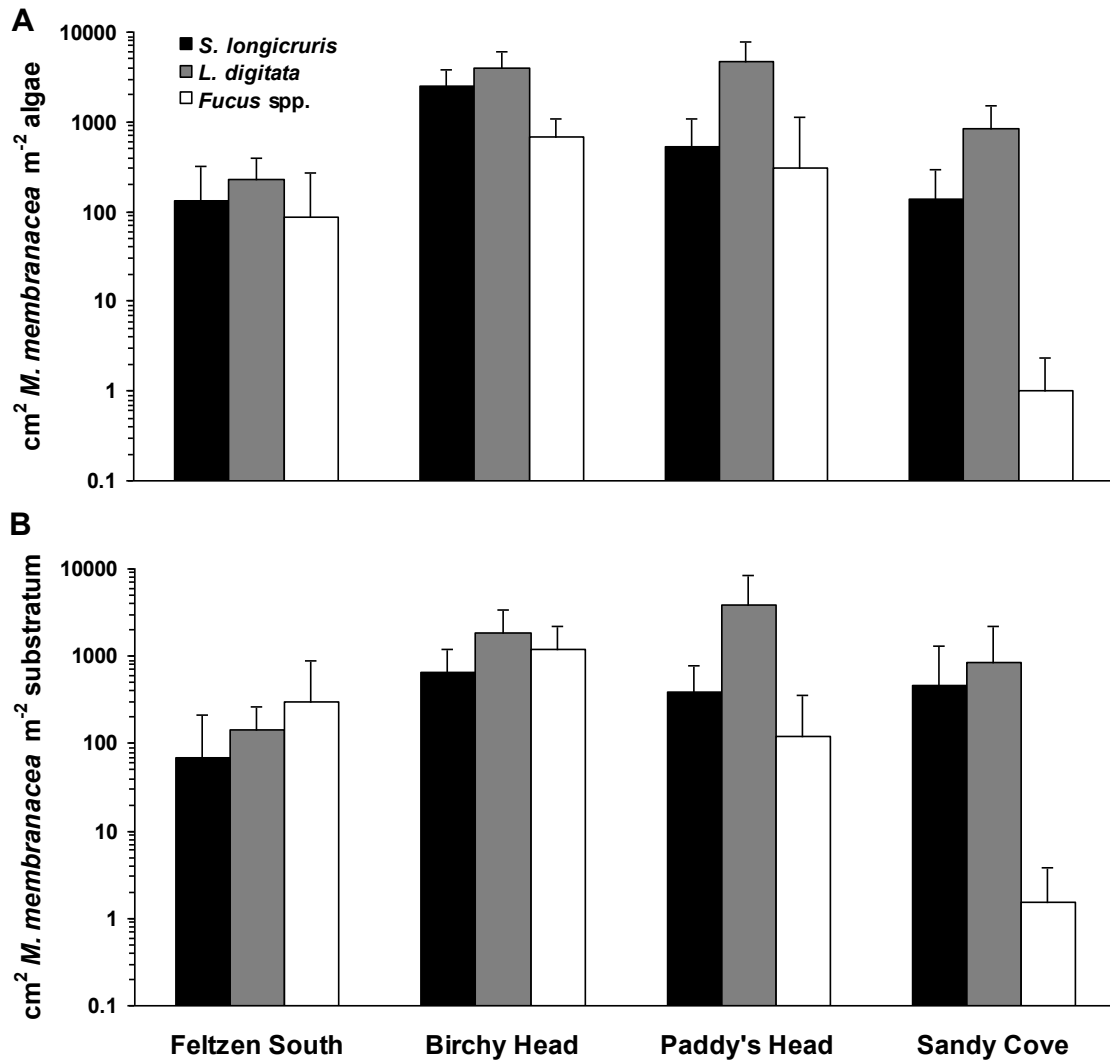 A
S. longicruris
L. digitata
Fucus spp.
cm² M. membranacea m⁻² algae
10000
1000
100
10
1
0.1
B
cm² M. membranacea m⁻² substratum
10000
1000
100
10
1
0.1
Feltzen South Birchy Head Paddy's Head Sandy Cove